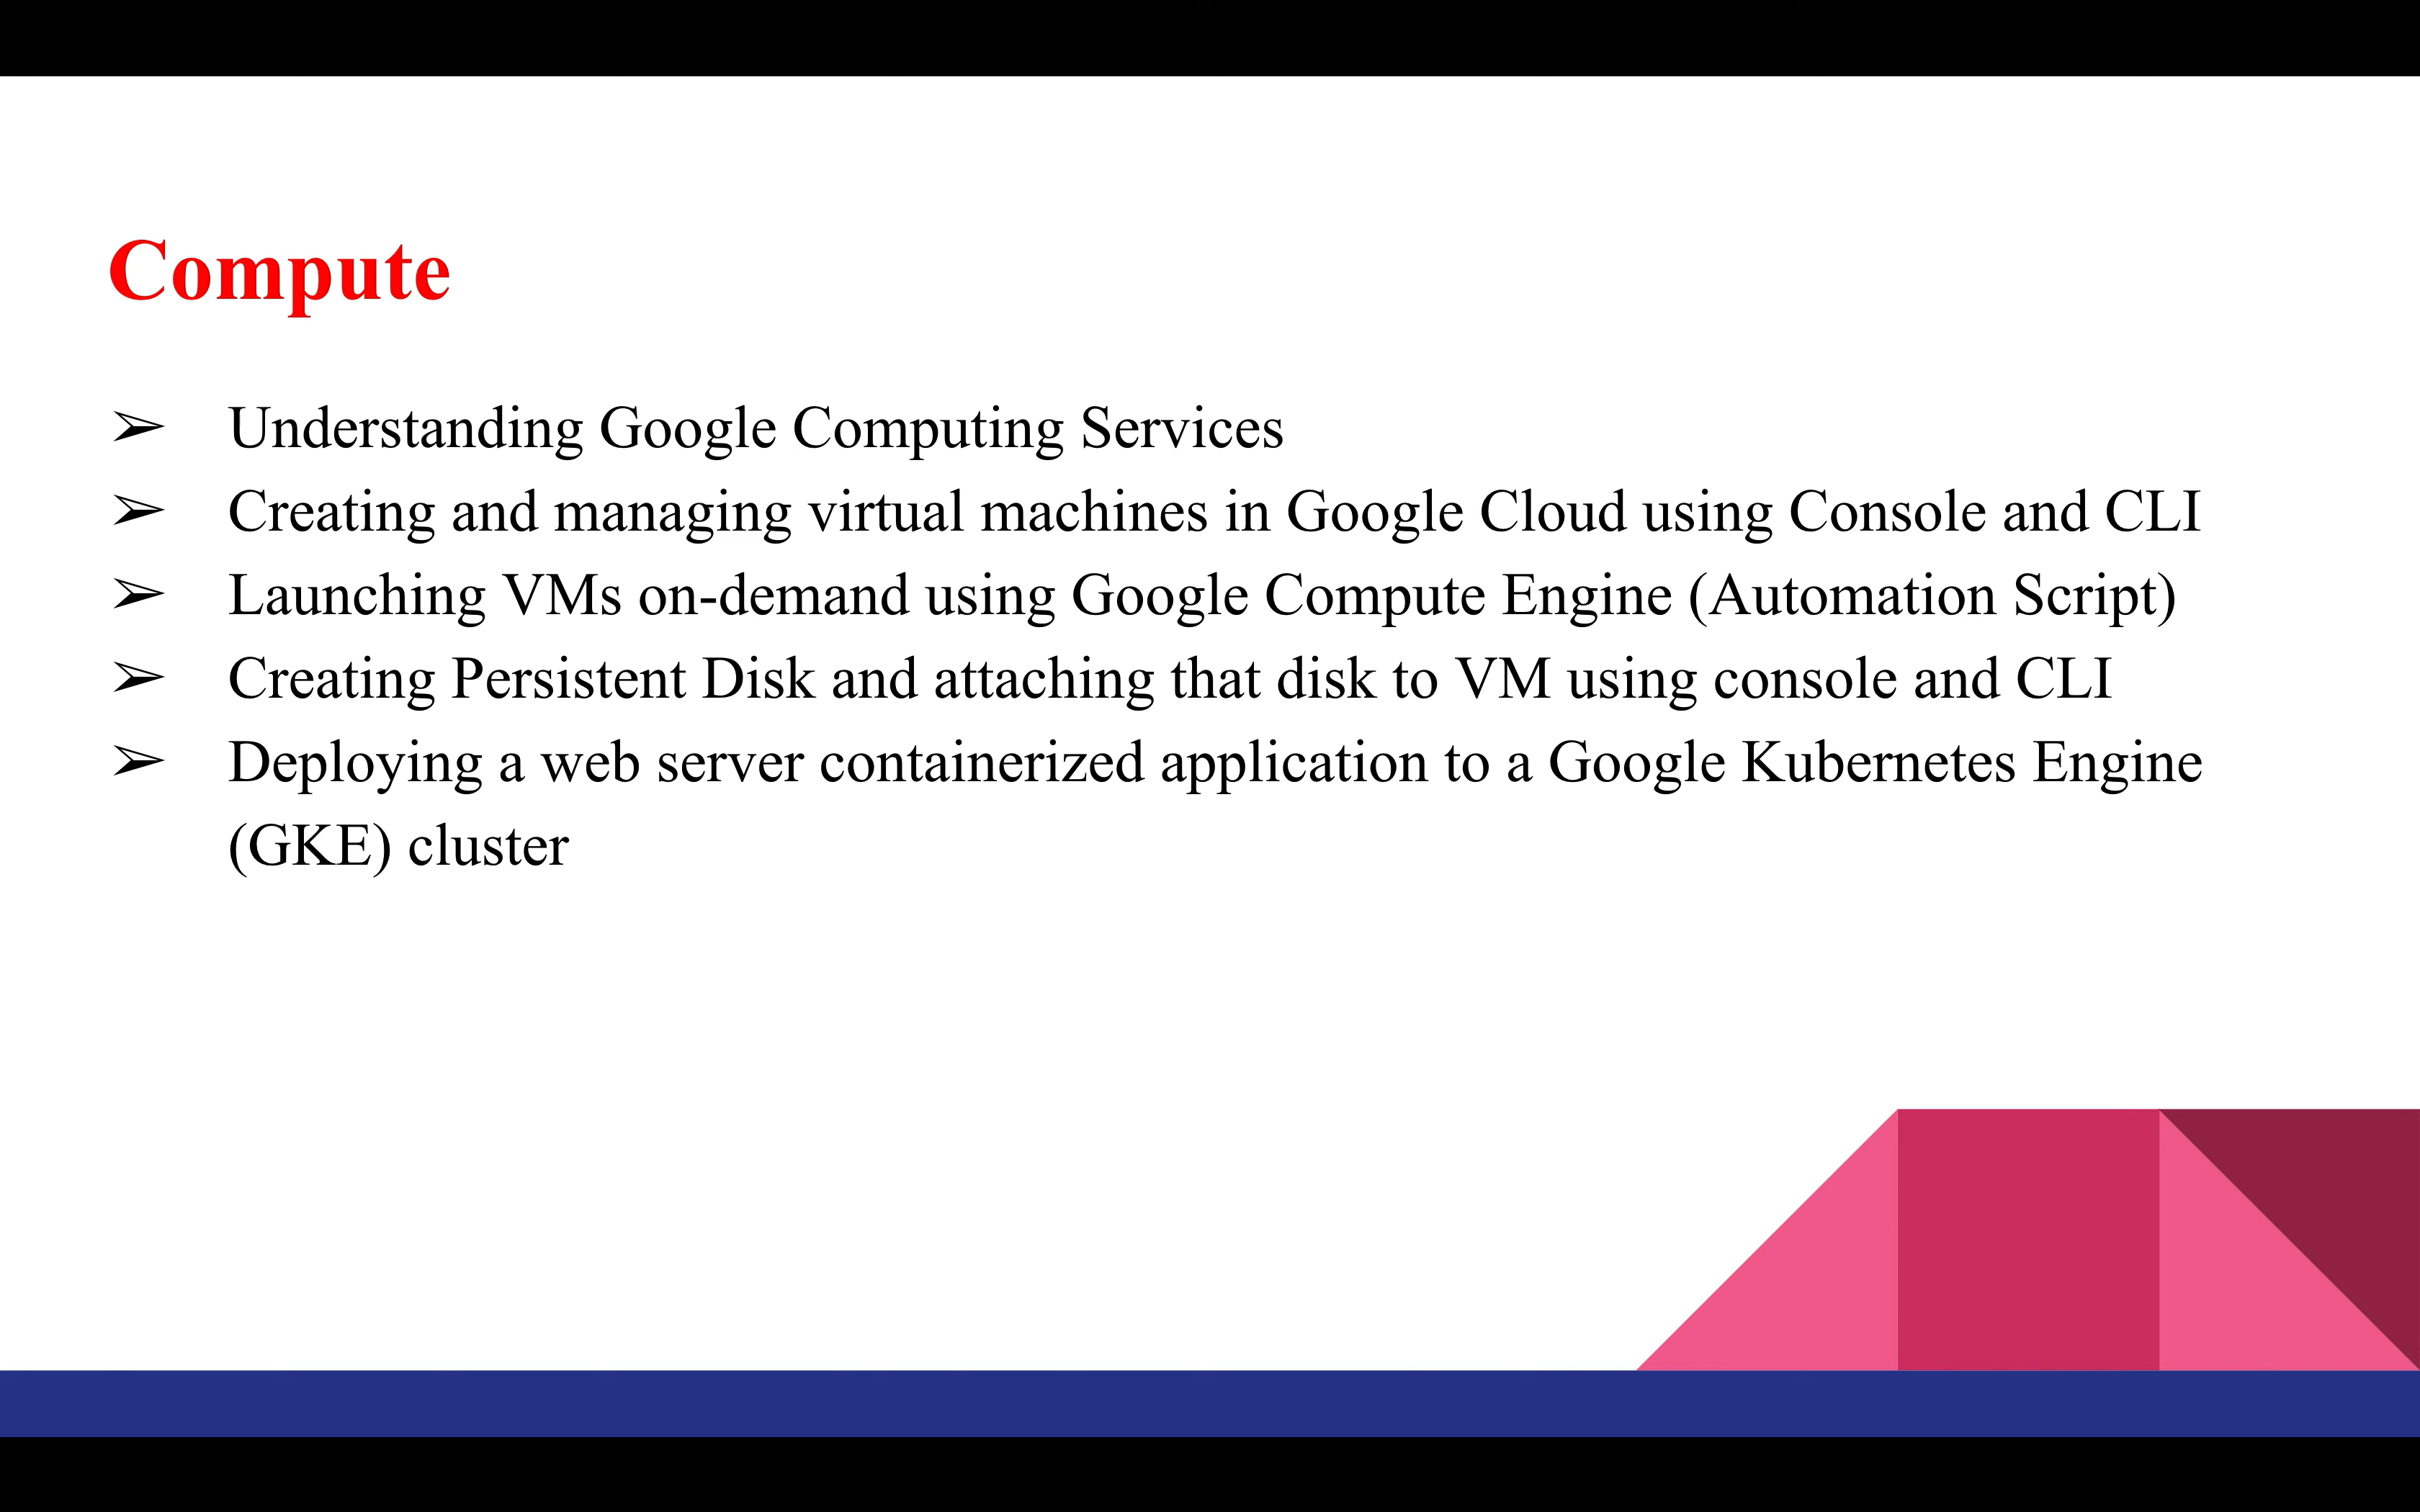 Compute
➢ Understanding Google Computing Services
➢ Creating and managing virtual machines in Google Cloud using Console and CLI
➢ Launching VMs on-demand using Google Compute Engine (Automation Script)
➢ Creating Persistent Disk and attaching that disk to VM using console and CLI
➢ Deploying a web server containerized application to a Google Kubernetes Engine
(GKE) cluster